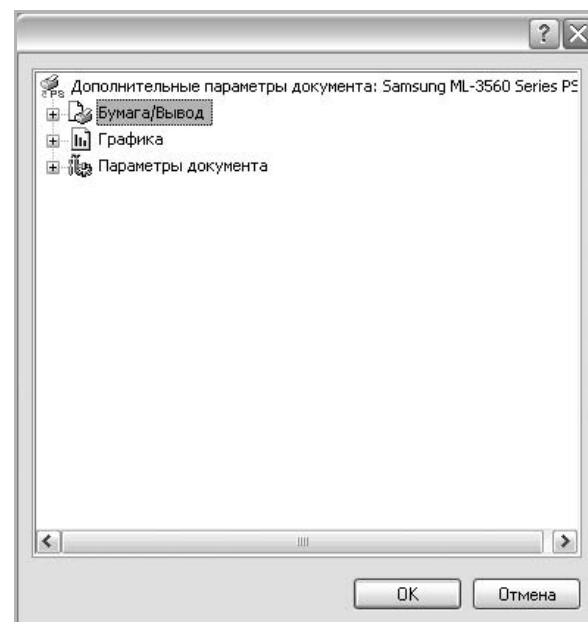 Дополнительные параметры документа: Samsung ML-3560 Series PS
Бумага/Вывод
Графика
Параметры документа
OK
Отмена